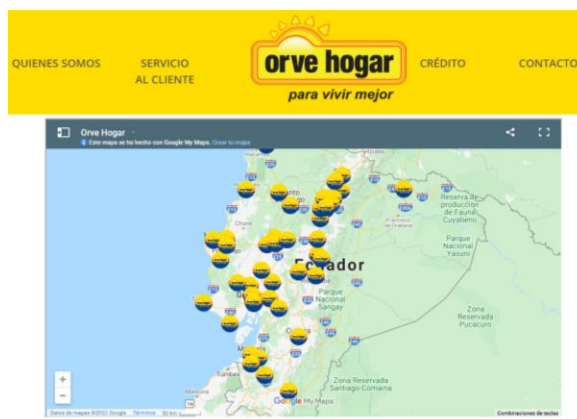 QUIENES SOMOS
SERVICIO
AL CLIENTE
orve hogar
para vivir mejor
CRÉDITO
CONTACTO
Orve Hogar
Este mapa se ha hecho con Google My Maps. Crear tu mapa
Reserva de
producción
de Fauna
Cuyabeno
Parque
Nacional
Yasuni
Ecuador
Parque
Nacional
Sangay
Zona
Reservada
Pucacuro
Tumbes
Zona Reservada
Santiago-Comaina
Google My Maps
Datos de mapas ©2022 Google
Términos
50 km
Combinaciones de teclas